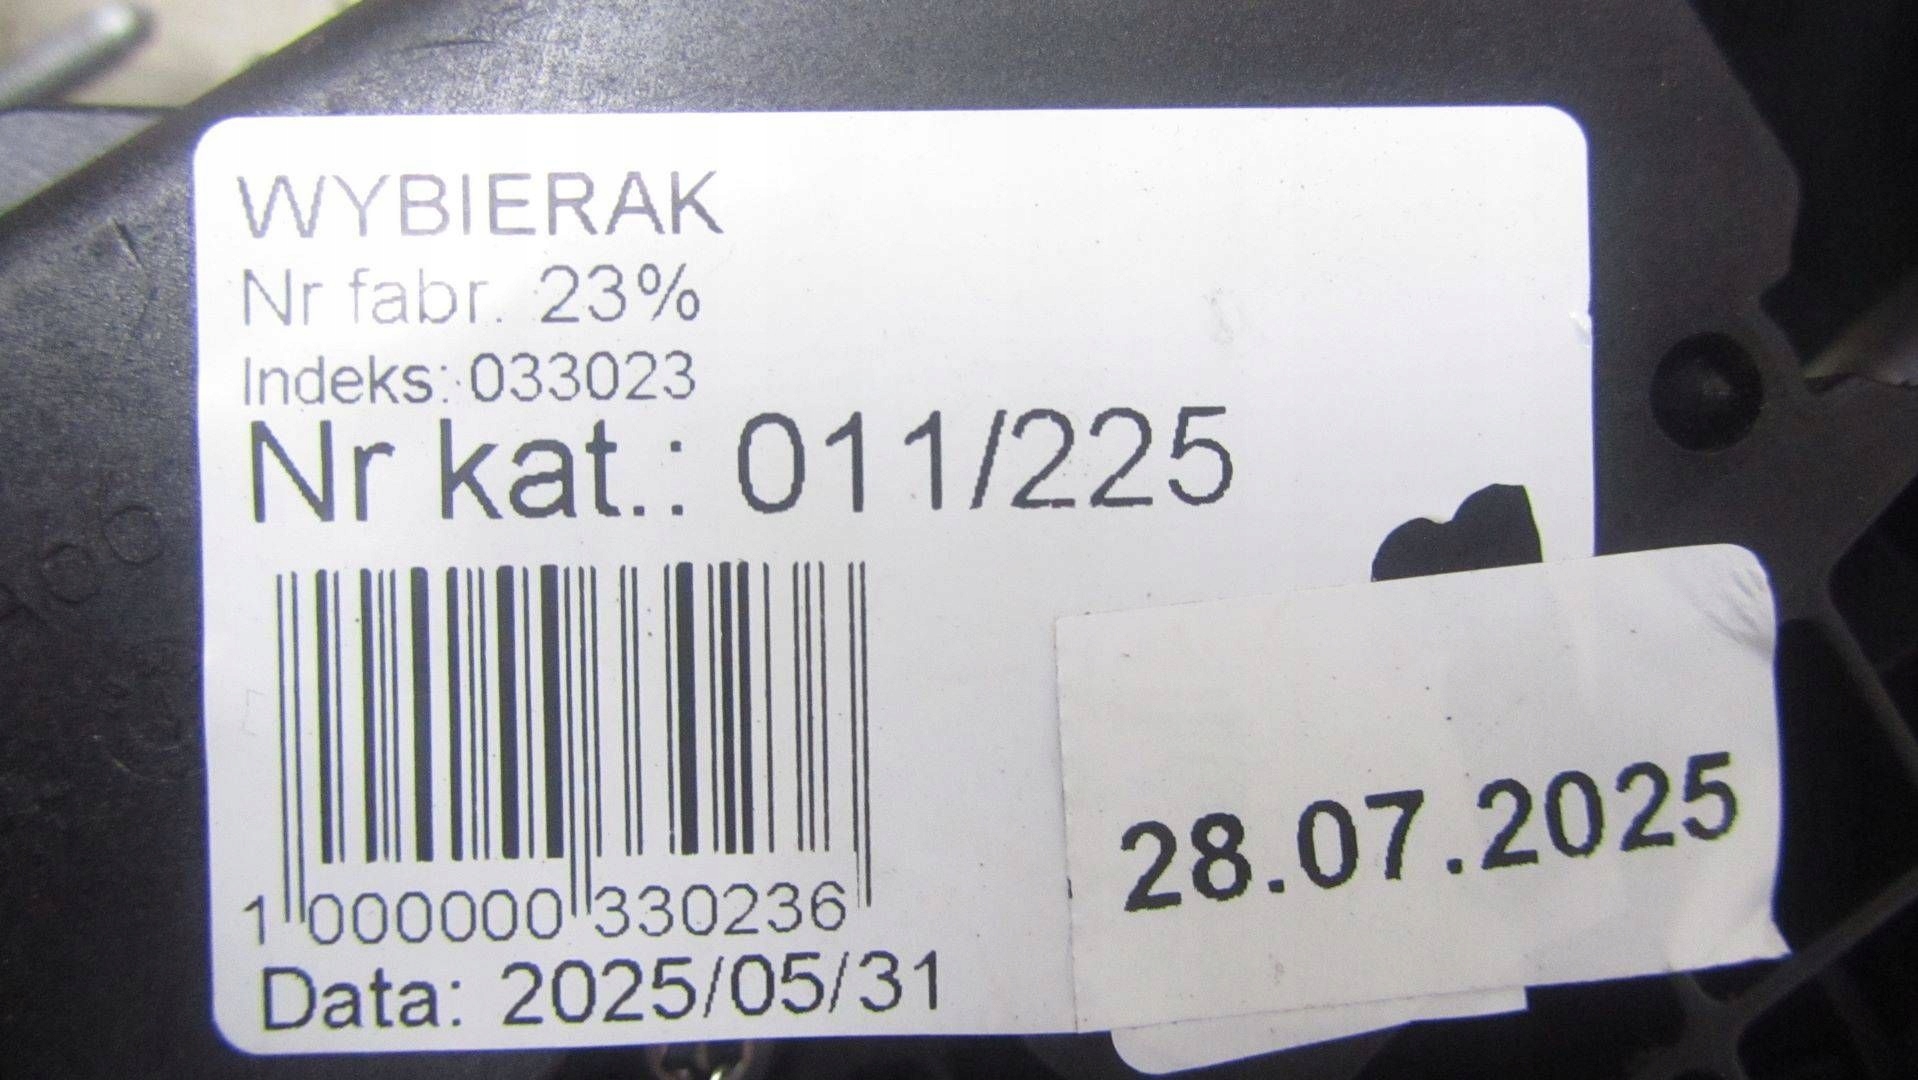 WYBIERAK
Nr fabr. 23%
Indeks: 033023
Nr kat.: 011/225
1 000000 330236
Data: 2025/05/31
28.07.2025